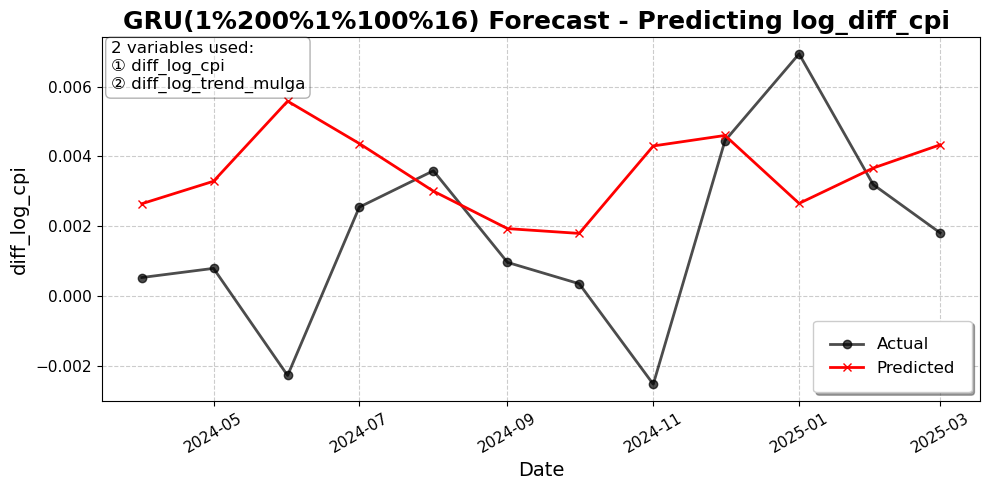 GRU(1%200%1%100%16) Forecast - Predicting log_diff_cpi
2 variables used:
① diff_log_cpi
② diff_log_trend_mulga
diff_log_cpi
0.006
0.004
0.002
0.000
−0.002
Actual
Predicted
2024-05
2024-07
2024-09
2024-11
2025-01
2025-03
Date